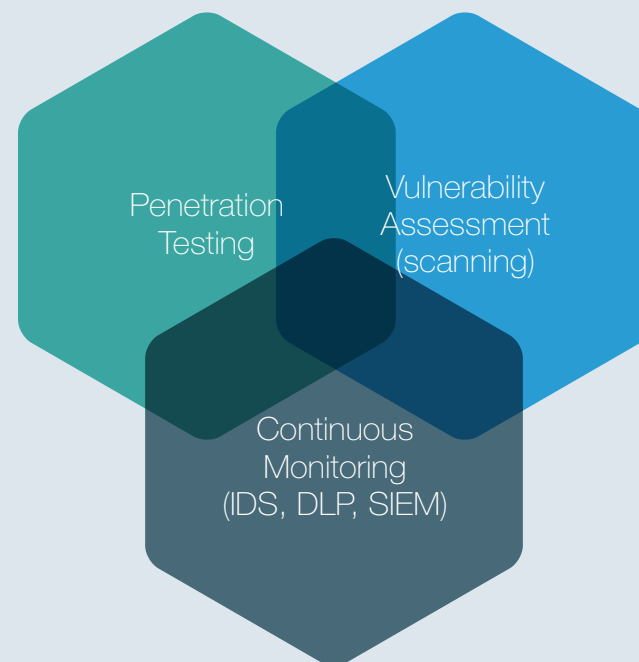 Penetration
Testing
Vulnerability
Assessment
(scanning)
Continuous
Monitoring
(IDS, DLP, SIEM)